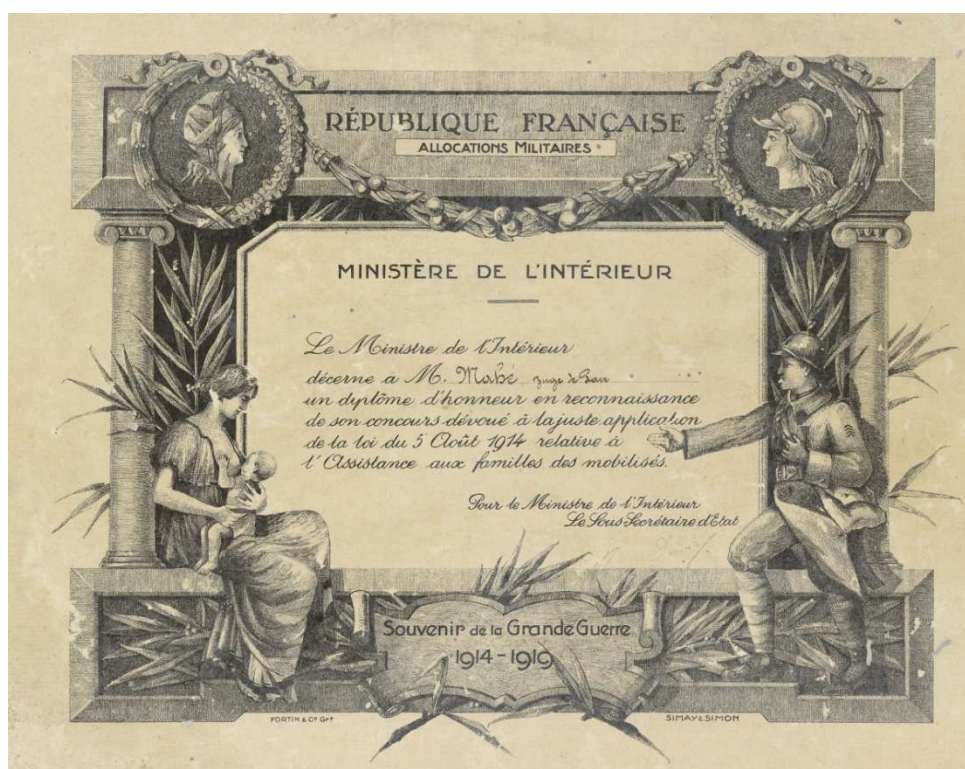 RÉPUBLIQUE FRANÇAISE
ALLOCATIONS MILITAIRES
MINISTÈRE DE L'INTÉRIEUR
Le Ministre de l'Intérieur
décerne à M. Mahé juge de
un diplôme d'honneur en reconnaissance
de son concours dévoué à la juste application
de la loi du 5 Août 1914 relative à
l'Assistance aux familles des mobilisés.
Pour le Ministre de l'Intérieur
Le Sous-Secrétaire d'Etat
Souvenir de la Grande Guerre
1914-1919
FORTIN & Cie Grt
SIMAY & SIMON